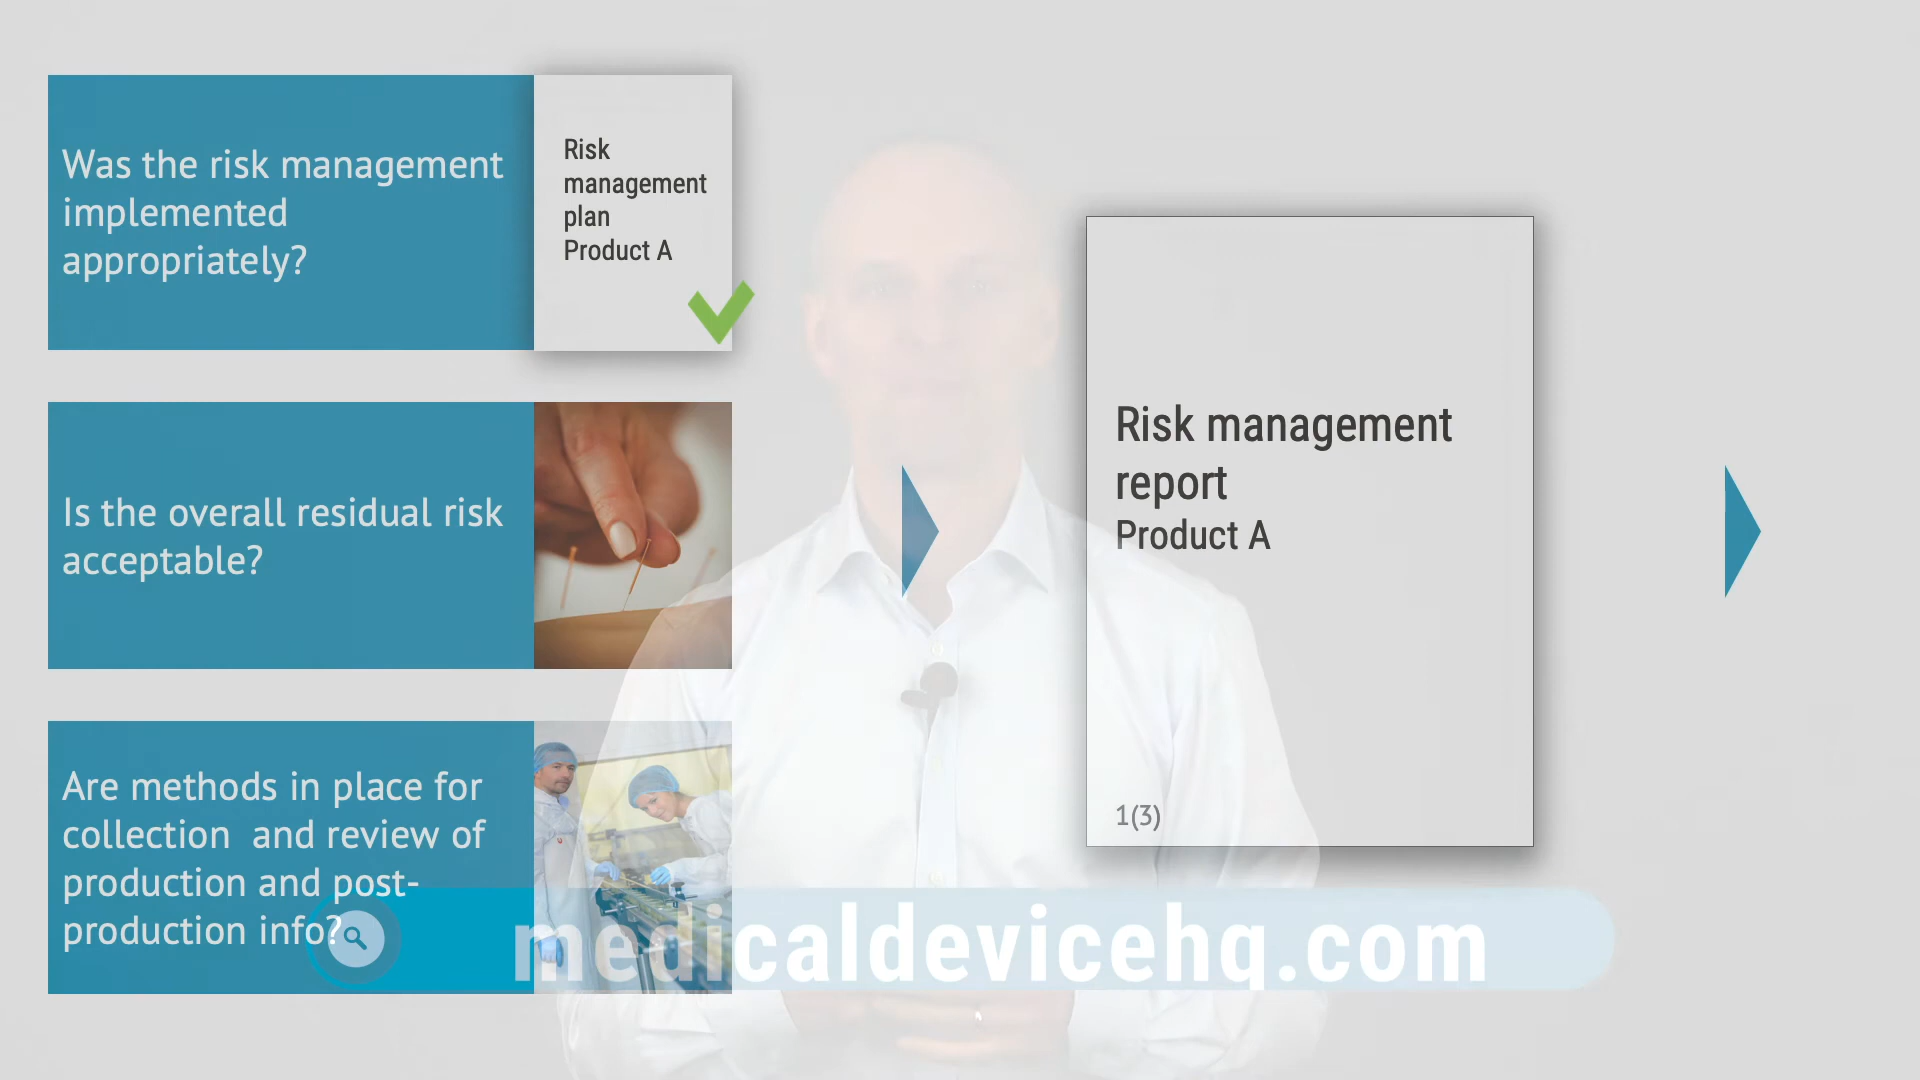 Was the risk management
implemented
appropriately?
Risk
management
plan
Product A
Is the overall residual risk
acceptable?
Are methods in place for
collection  and review of
production and post-
production info?
Risk management
report
Product A
1(3)
medicaldevicehq.com